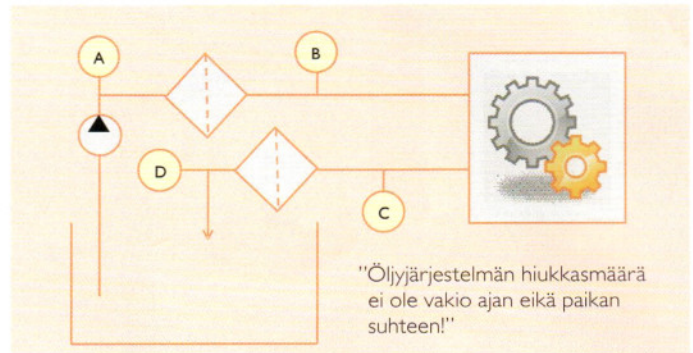 A
B
D
C
"Öljyjärjestelmän hiukkasmäärä
ei ole vakio ajan eikä paikan
suhteen!"